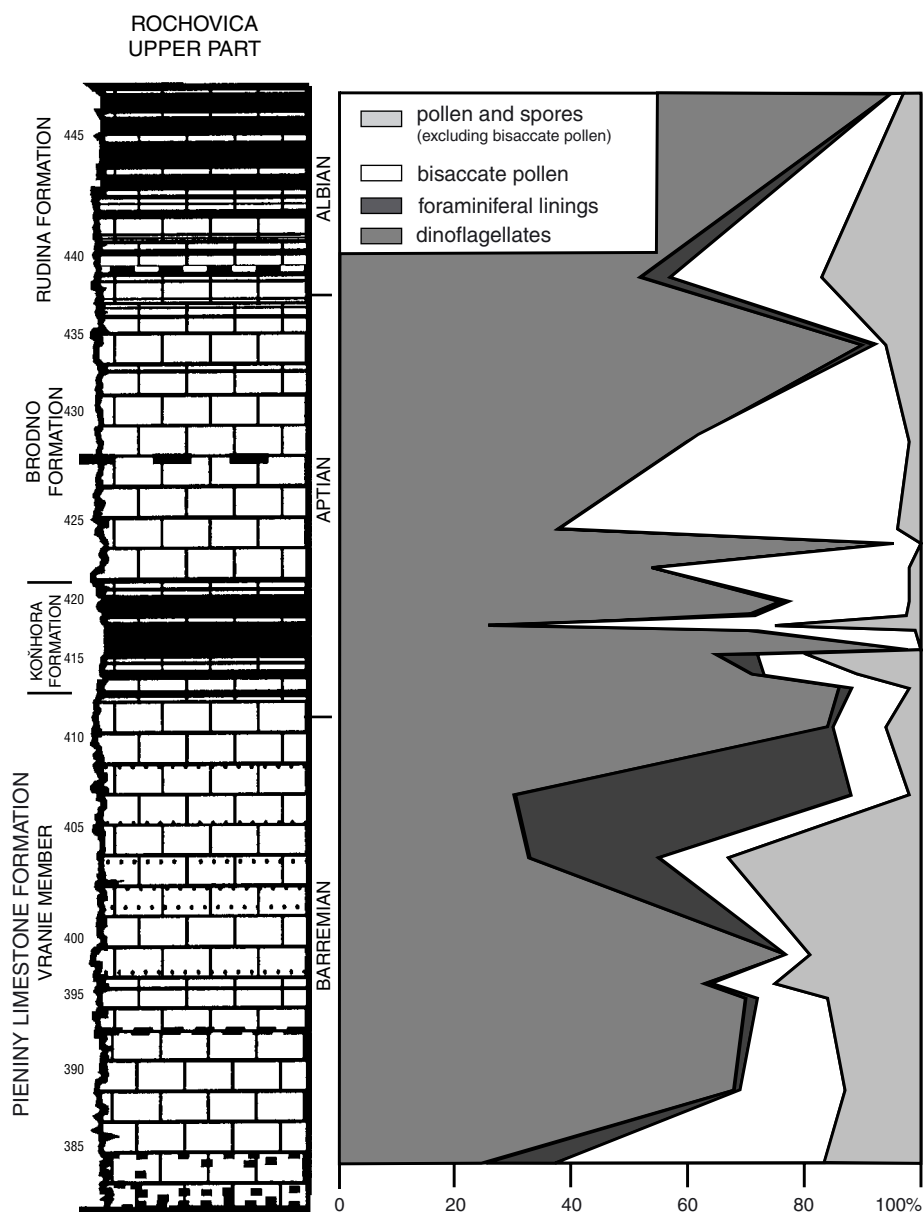 ROCHOVICA
UPPER PART
RUDINA FORMATION
BRODNO
FORMATION
KOŇHORA
FORMATION
PIENINY LIMESTONE FORMATION
VRANIE MEMBER
445
440
435
430
425
420
415
410
405
400
395
390
385
ALBIAN
APTIAN
BARREMIAN
pollen and spores
(excluding bisaccate pollen)
bisaccate pollen
foraminiferal linings
dinoflagellates
0 20 40 60 80 100%